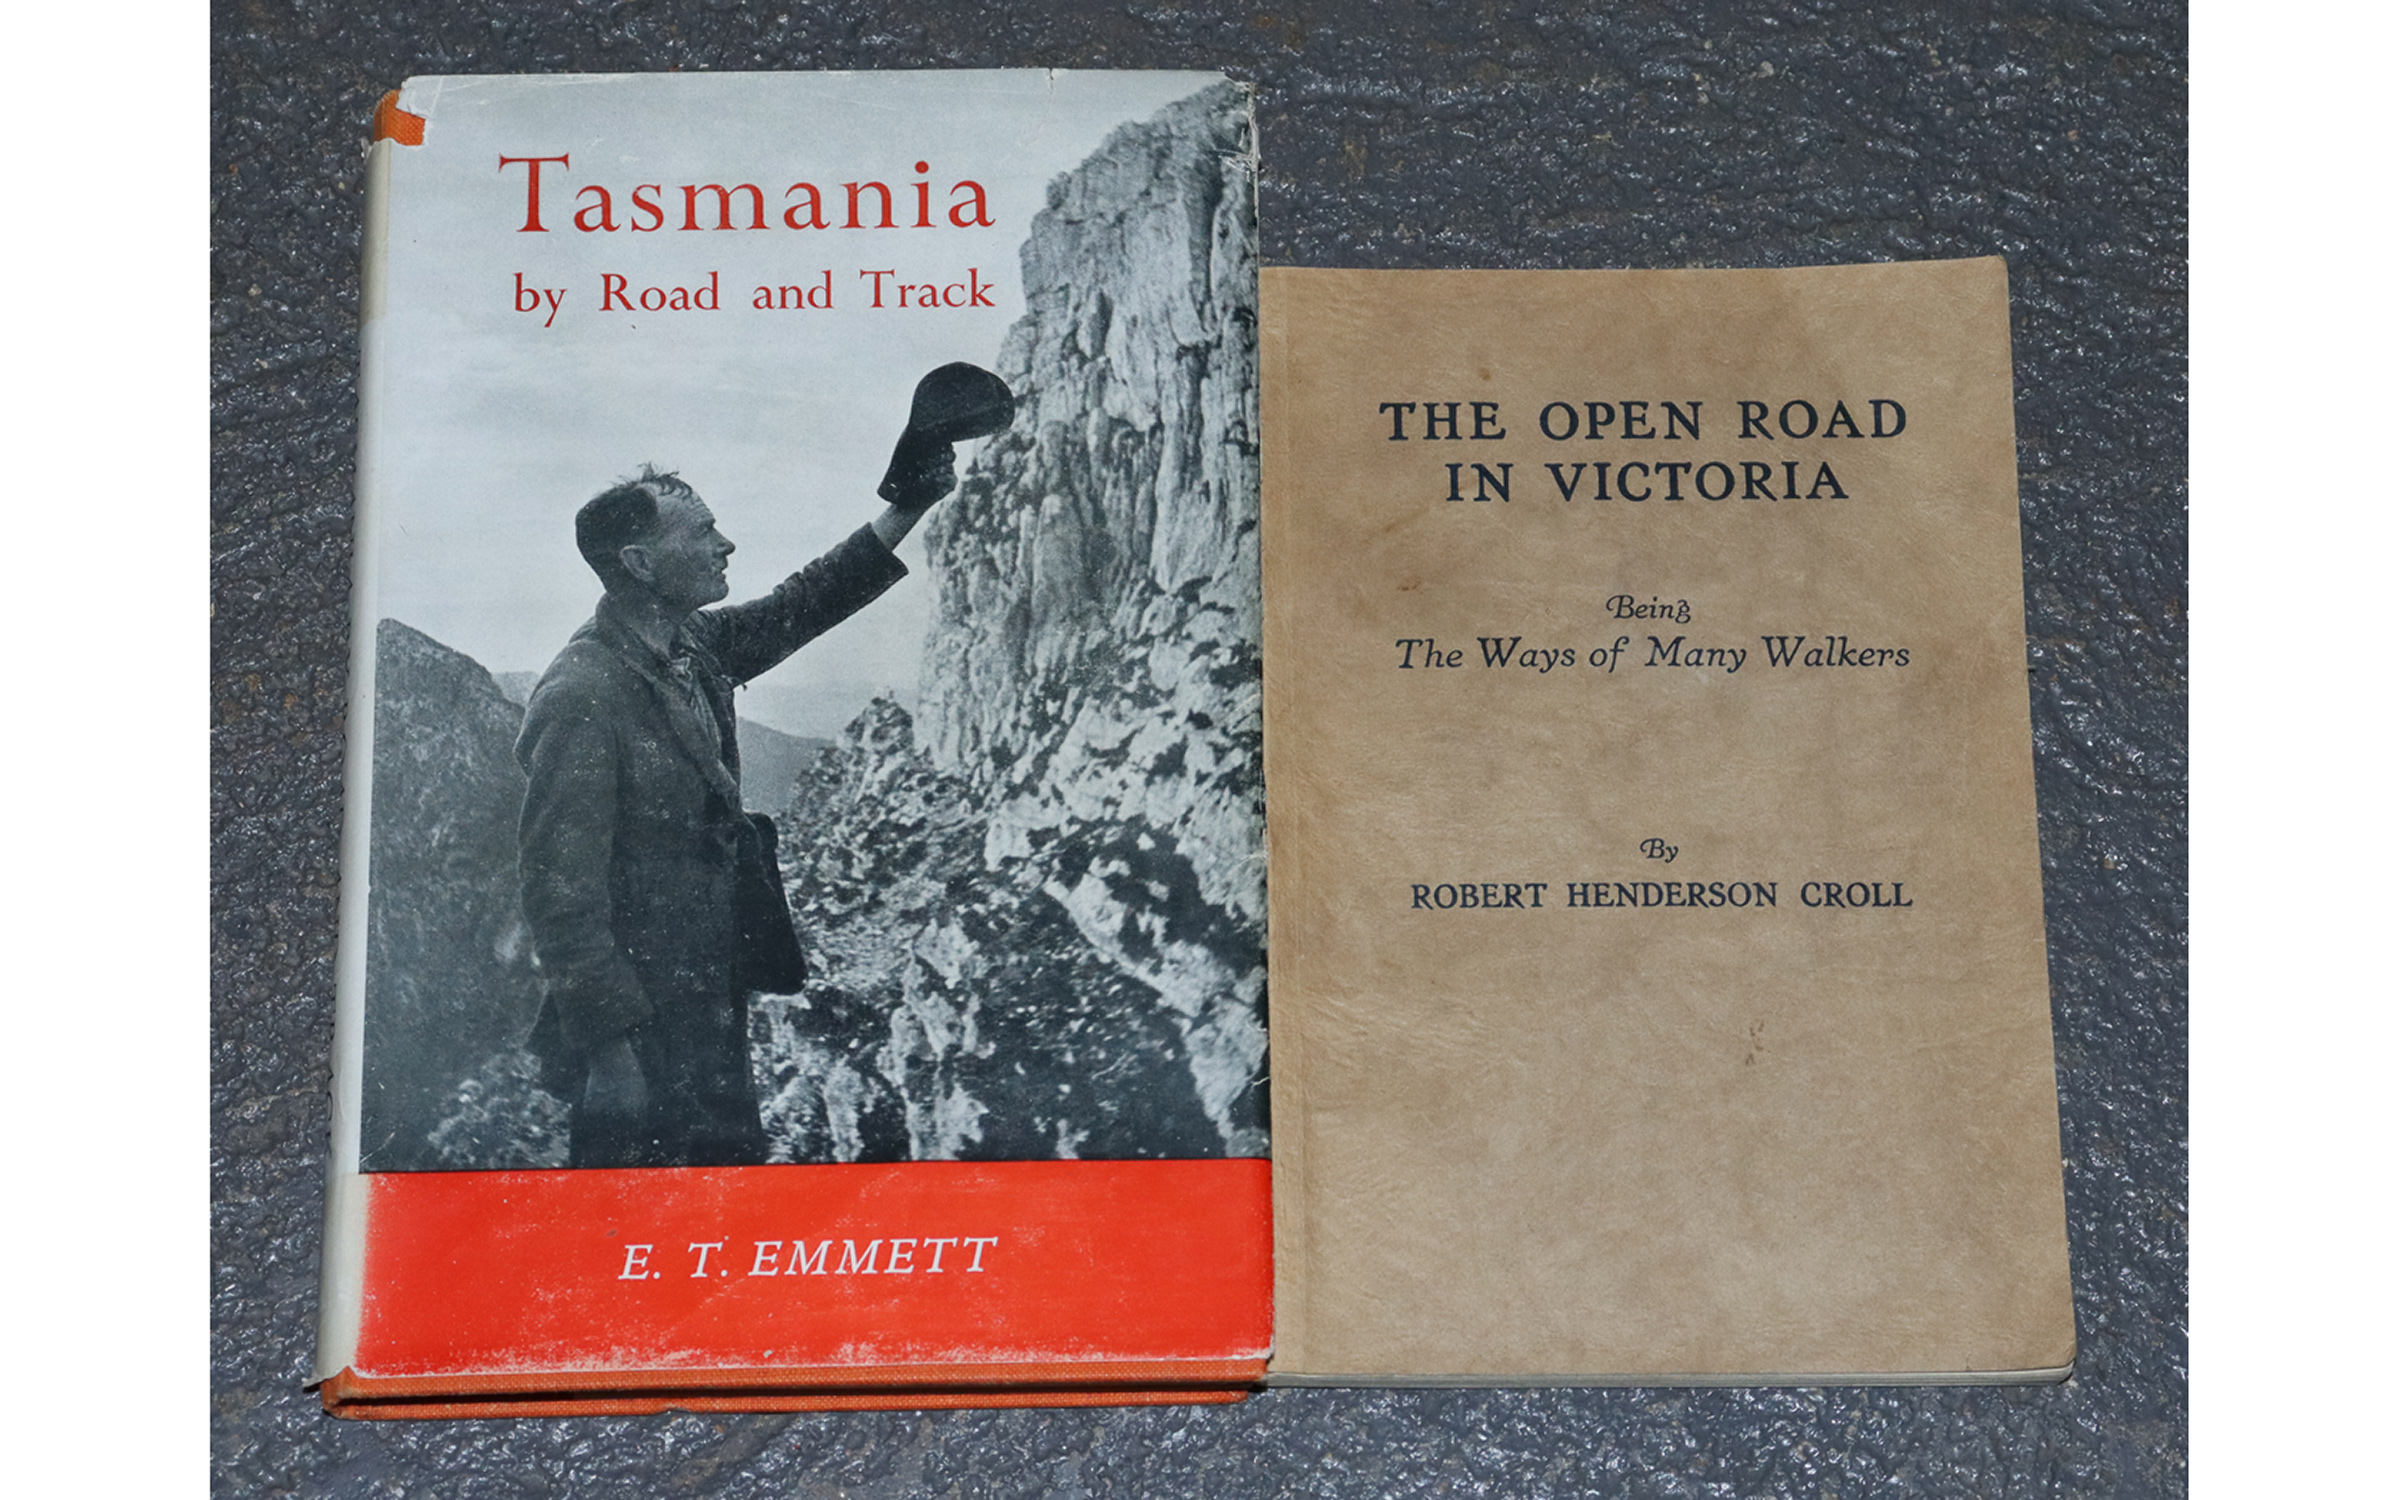 Tasmania
by Road and Track
E. T. EMMETT
THE OPEN ROAD
IN VICTORIA
Being
The Ways of Many Walkers
By
ROBERT HENDERSON CROLL